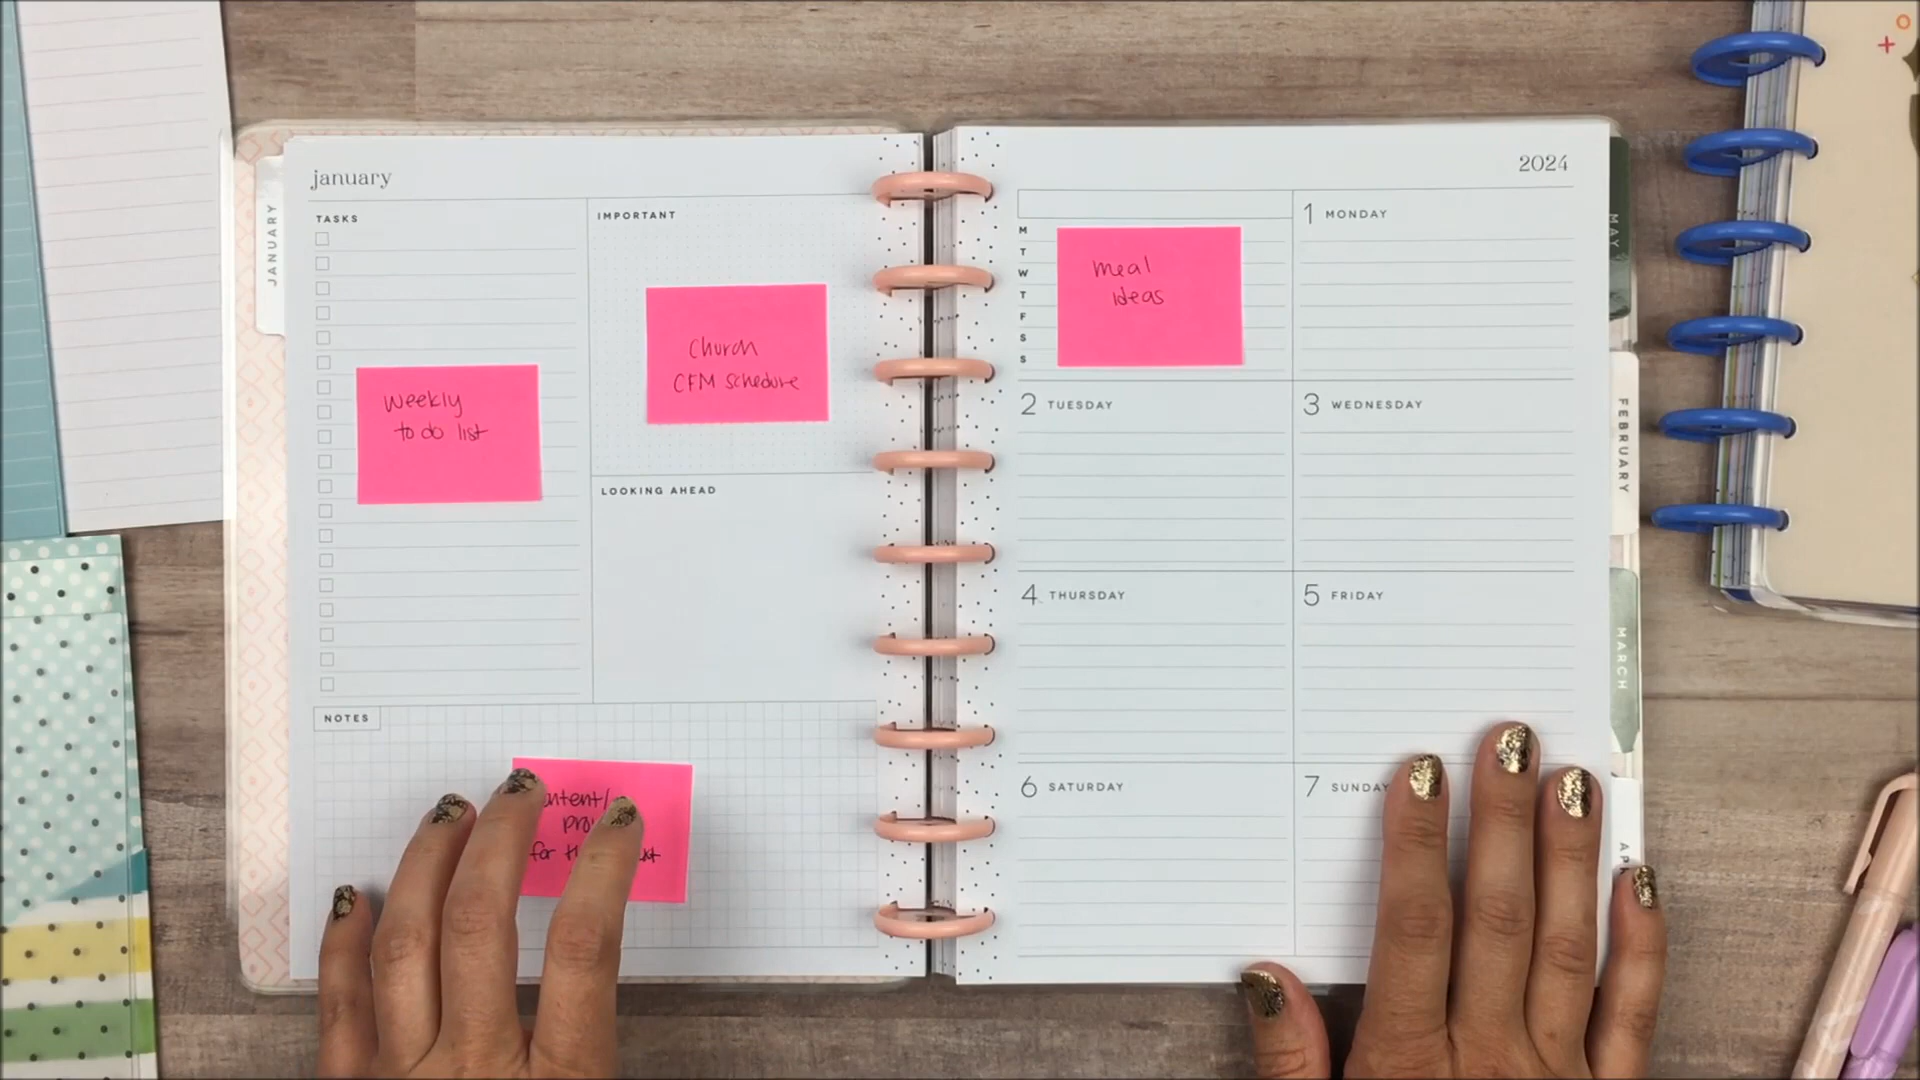 january
JANUARY
TASKS
weekly
to do list
IMPORTANT
Church
CFM schedule
LOOKING AHEAD
NOTES
for
2024
M
T
W
T
F
S
S
meal
ideas
1 MONDAY
2 TUESDAY
3 WEDNESDAY
4 THURSDAY
5 FRIDAY
6 SATURDAY
7 SUNDAY
MAY
FEBRUARY
MARCH